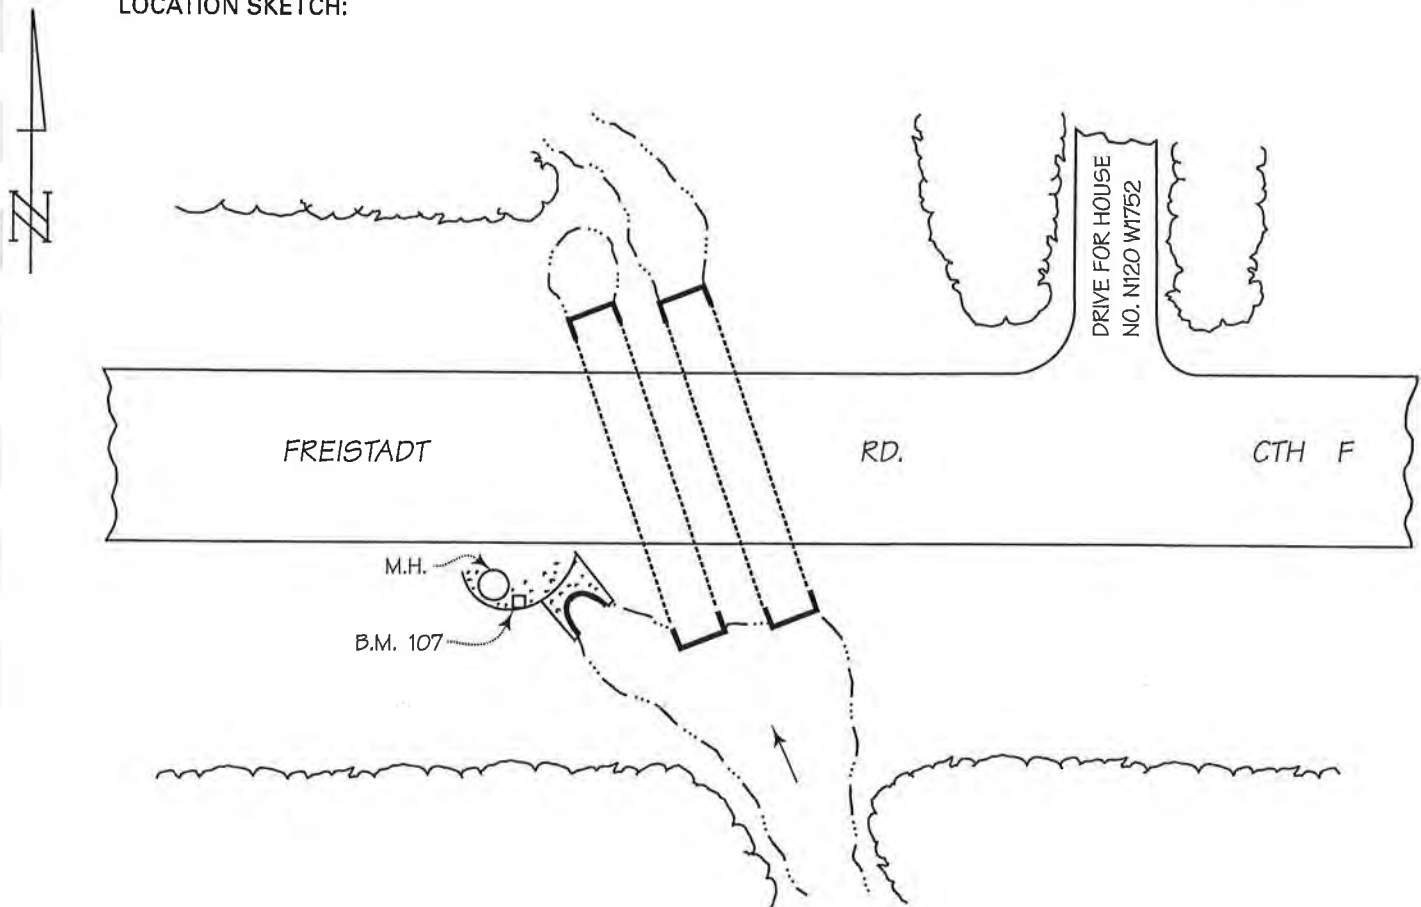 LOCATION SKETCH:
N
DRIVE FOR HOUSE
NO. N120 W1752
FREISTADT RD. CTH F
M.H.
B.M. 107